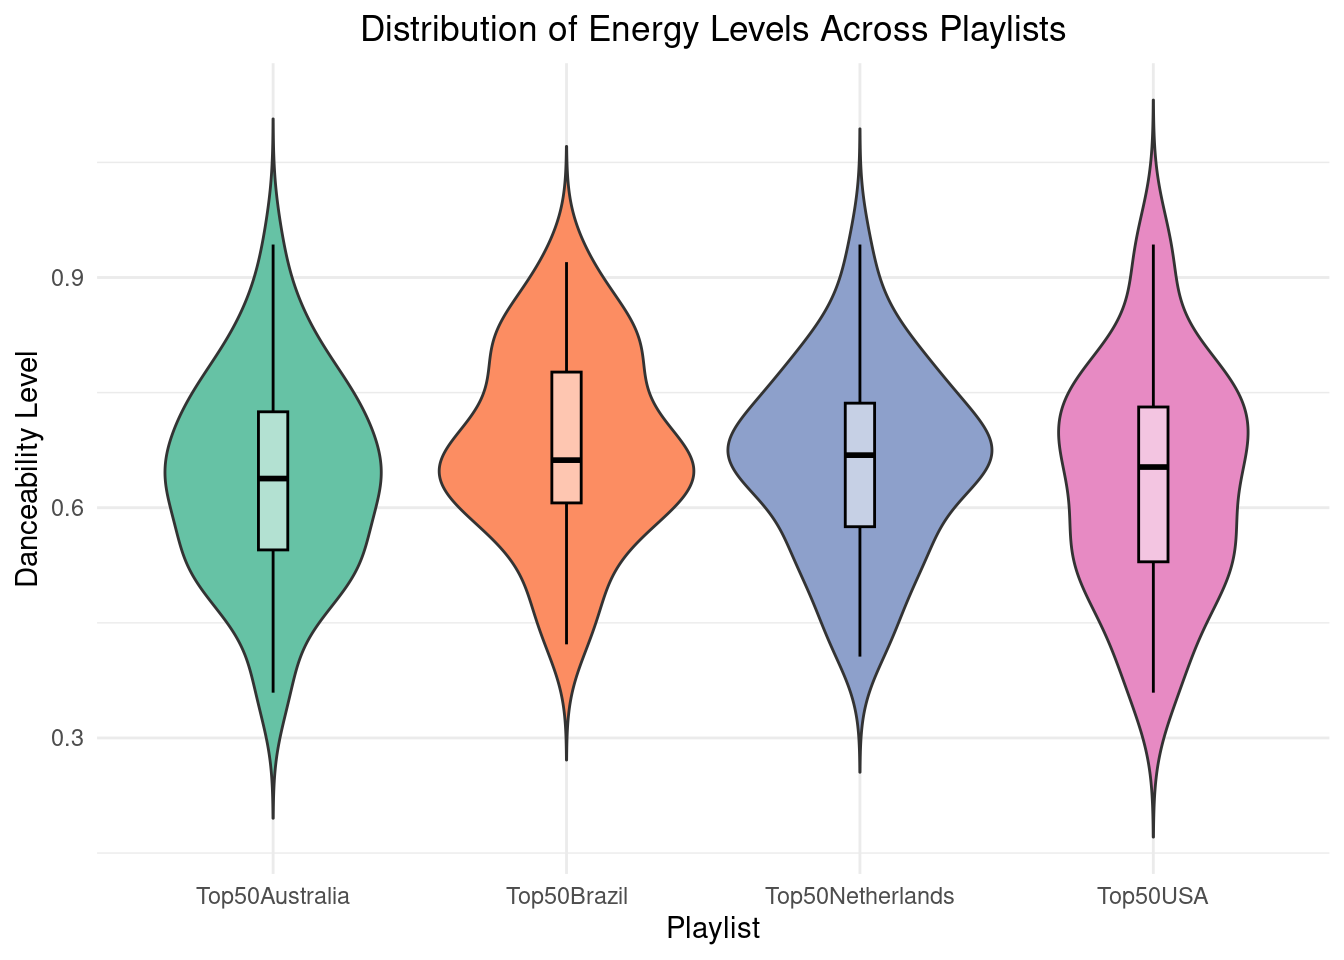 Distribution of Energy Levels Across Playlists
Danceability Level
0.9
0.6
0.3
Top50Australia Top50Brazil Top50Netherlands Top50USA
Playlist